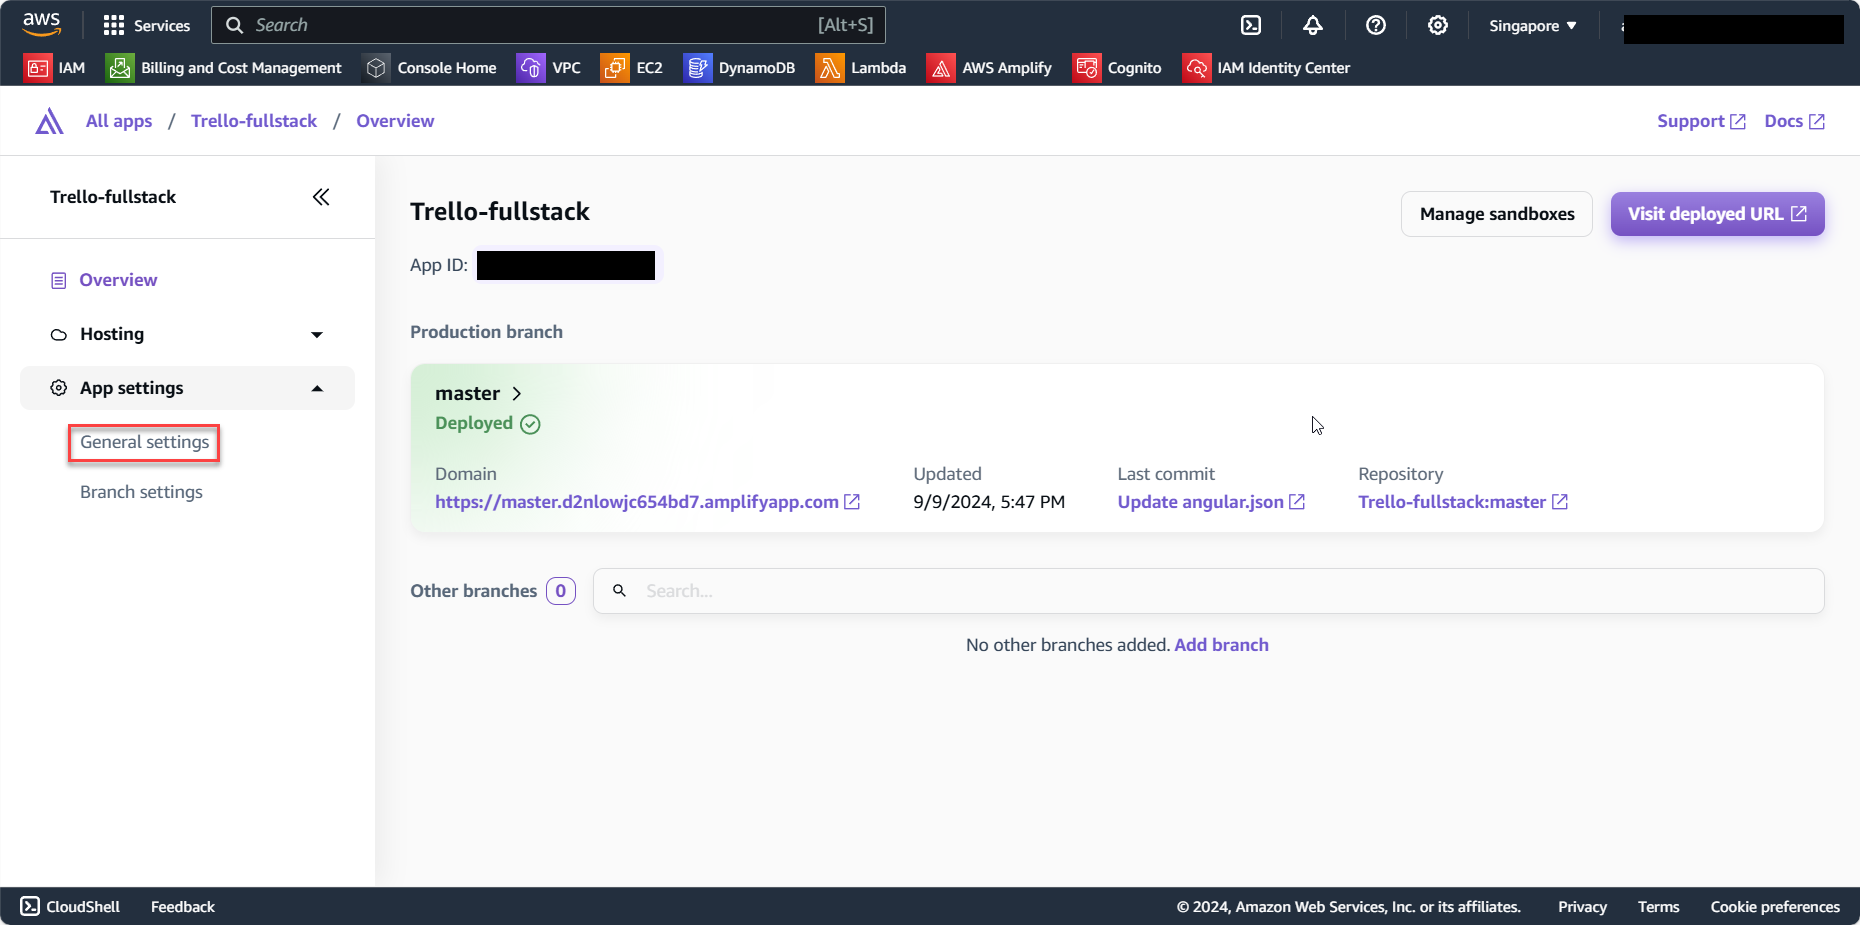 aws
Services
Search
[Alt+S]
Singapore
IAM
Billing and Cost Management
Console Home
VPC
EC2
DynamoDB
Lambda
AWS Amplify
Cognito
IAM Identity Center
All apps / Trello-fullstack / Overview
Support
Docs
Trello-fullstack
Overview
Hosting
App settings
General settings
Branch settings
Trello-fullstack
Manage sandboxes
Visit deployed URL
App ID:
Production branch
master
Deployed
Domain
https://master.d2nlowjc654bd7.amplifyapp.com
Updated
9/9/2024, 5:47 PM
Last commit
Update angular.json
Repository
Trello-fullstack:master
Other branches 0
Search...
No other branches added. Add branch
CloudShell
Feedback
© 2024, Amazon Web Services, Inc. or its affiliates.
Privacy
Terms
Cookie preferences